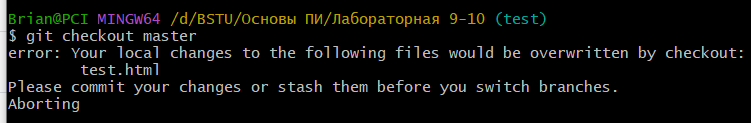 Brian@PCI MINGW64 /d/BSTU/Основы ПИ/Лабораторная 9-10 (test)
$ git checkout master
error: Your local changes to the following files would be overwritten by checkout:
        test.html
Please commit your changes or stash them before you switch branches.
Aborting